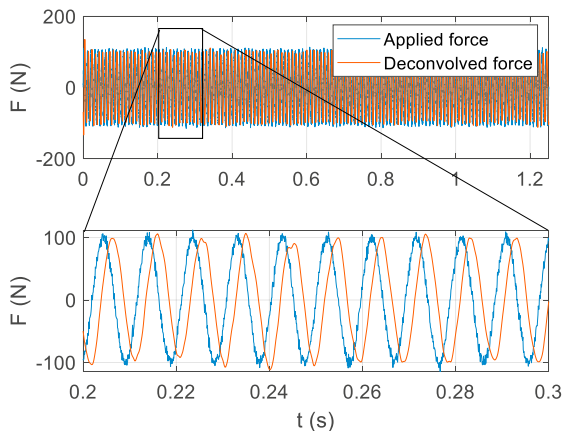 200
Applied force
Deconvolved force
0
-200
F (N)
0 0.2 0.4 0.6 0.8 1 1.2
100
0
-100
F (N)
0.2 0.22 0.24 0.26 0.28 0.3
t (s)